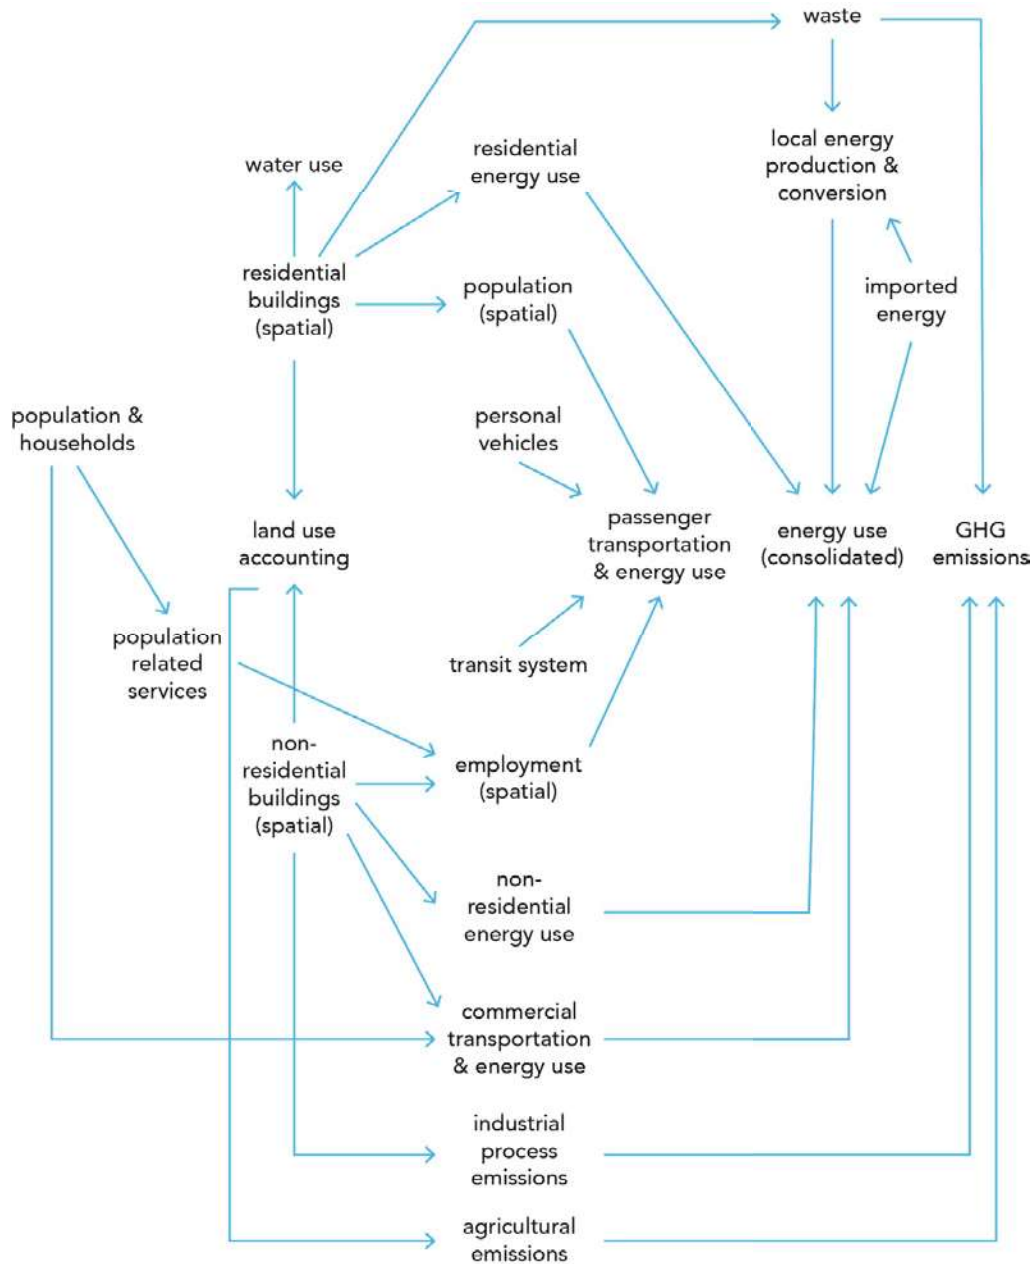 waste
local energy
production &
conversion
residential
energy use
water use
residential
buildings
(spatial)
population
(spatial)
imported
energy
population &
households
personal
vehicles
land use
accounting
passenger
transportation
& energy use
energy use
(consolidated)
GHG
emissions
population
related
services
transit system
non-
residential
buildings
(spatial)
employment
(spatial)
non-
residential
energy use
commercial
transportation
& energy use
industrial
process
emissions
agricultural
emissions